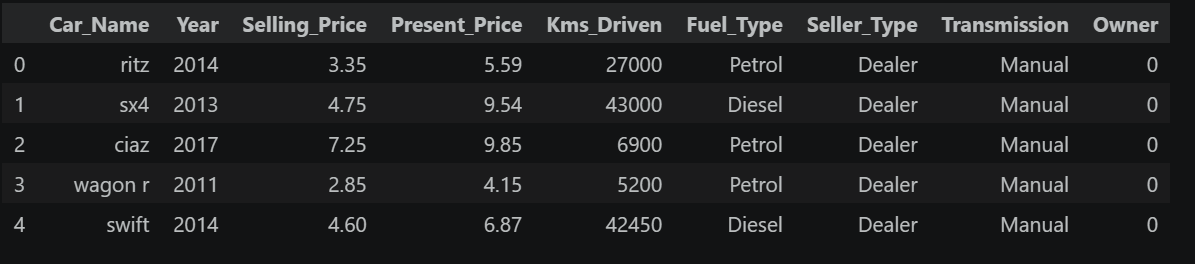 Car_Name Year Selling_Price Present_Price Kms_Driven Fuel_Type Seller_Type Transmission Owner
0 ritz 2014 3.35 5.59 27000 Petrol Dealer Manual 0
1 sx4 2013 4.75 9.54 43000 Diesel Dealer Manual 0
2 ciaz 2017 7.25 9.85 6900 Petrol Dealer Manual 0
3 wagon r 2011 2.85 4.15 5200 Petrol Dealer Manual 0
4 swift 2014 4.60 6.87 42450 Diesel Dealer Manual 0